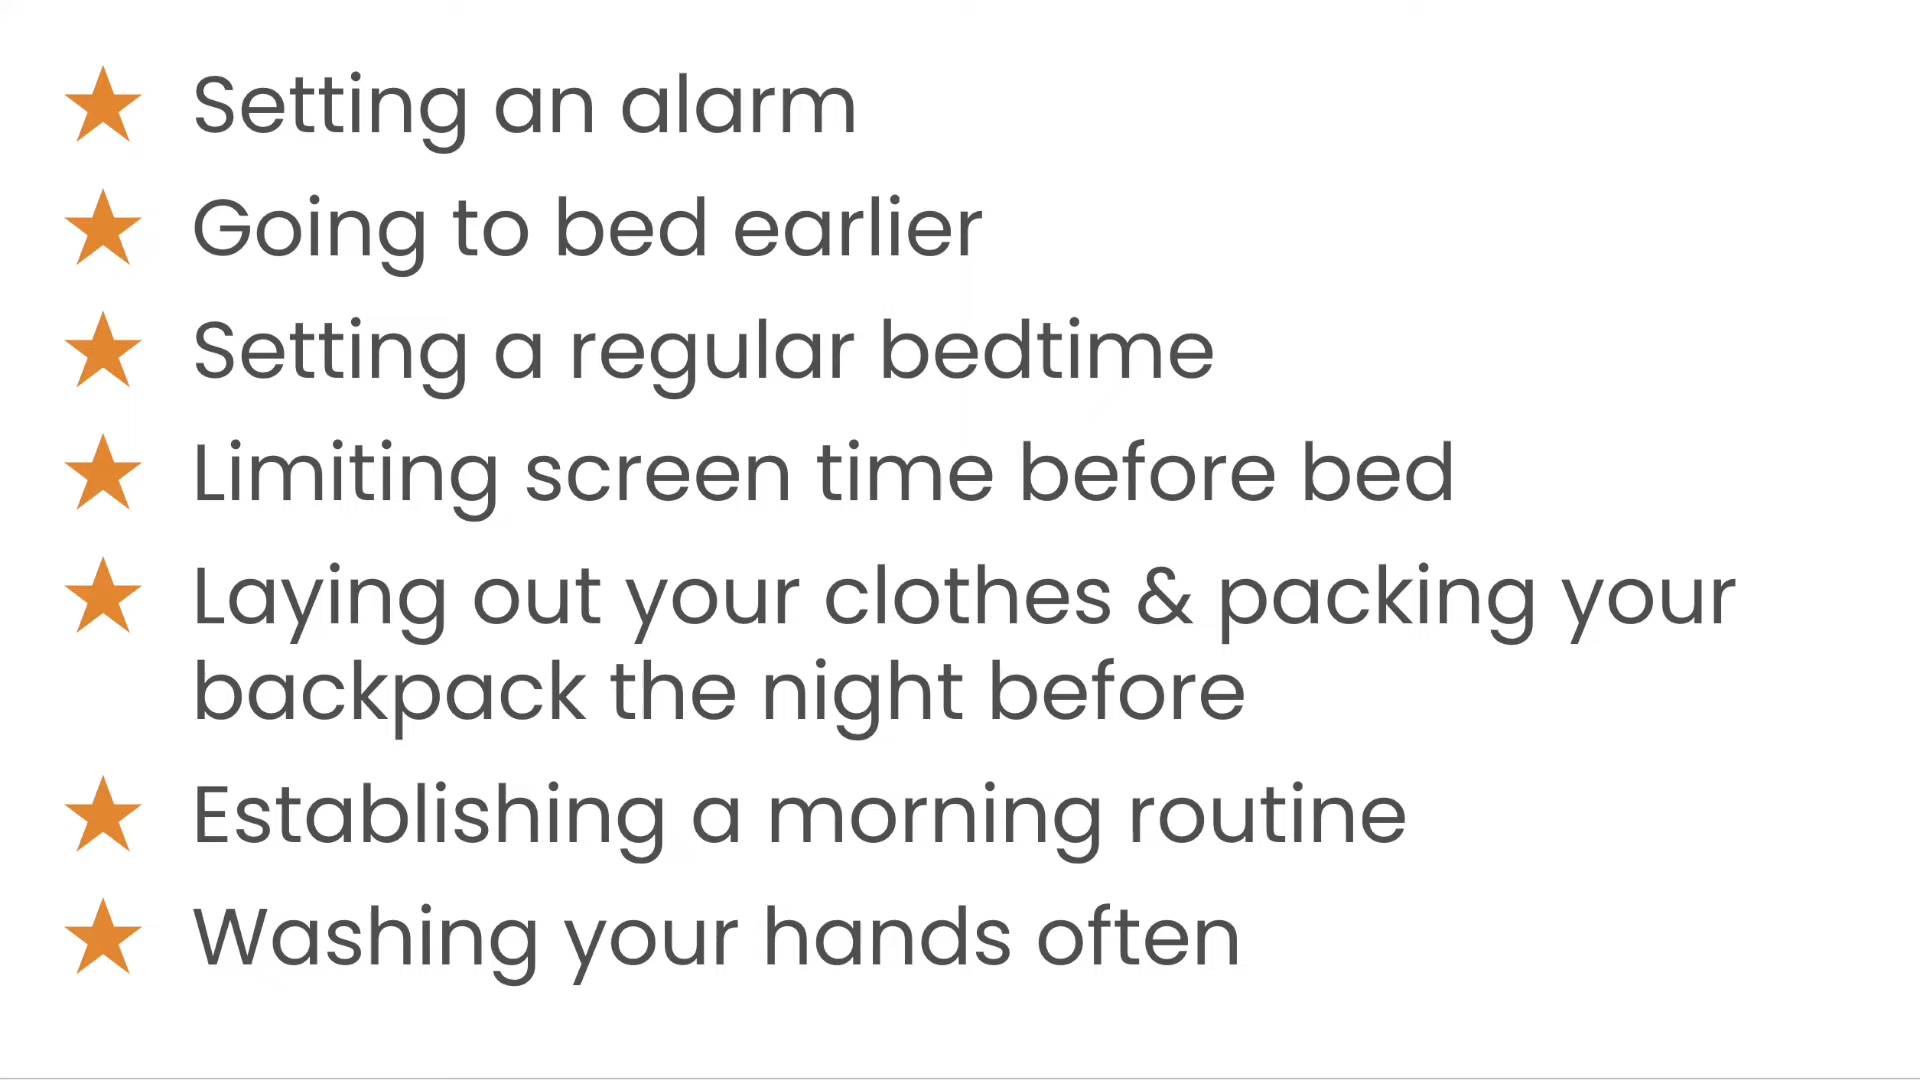 Setting an alarm
Going to bed earlier
Setting a regular bedtime
Limiting screen time before bed
Laying out your clothes & packing your
backpack the night before
Establishing a morning routine
Washing your hands often